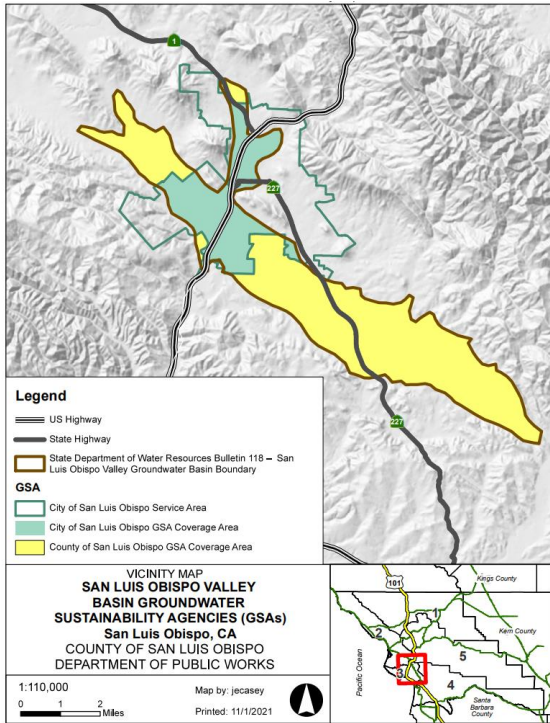 1
227
227
Legend
US Highway
State Highway
State Department of Water Resources Bulletin 118 – San
Luis Obispo Valley Groundwater Basin Boundary
GSA
City of San Luis Obispo Service Area
City of San Luis Obispo GSA Coverage Area
County of San Luis Obispo GSA Coverage Area
VICINITY MAP
SAN LUIS OBISPO VALLEY
BASIN GROUNDWATER
SUSTAINABILITY AGENCIES (GSAs)
San Luis Obispo, CA
COUNTY OF SAN LUIS OBISPO
DEPARTMENT OF PUBLIC WORKS
1:110,000
0 1 2
Miles
Map by: jecasey
Printed: 11/1/2021
101
Kings County
1
2
Kern County
5
3
4
Pacific Ocean
Santa
Barbara
County